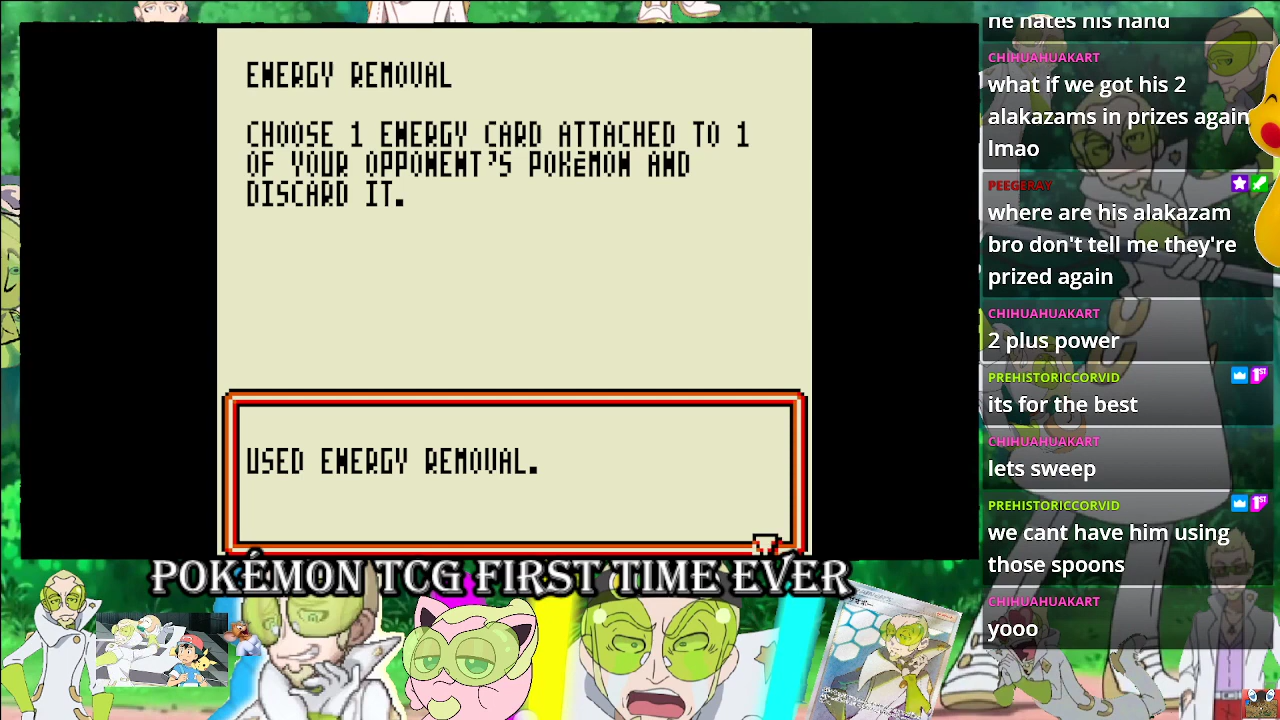 ENERGY REMOVAL
CHOOSE 1 ENERGY CARD ATTACHED TO 1
OF YOUR OPPONENT'S POKéMON AND
DISCARD IT.
USED ENERGY REMOVAL.
POKÉMON TCG FIRST TIME EVER
he hates his hand
CHIHUAHUAKART
what if we got his 2
alakazams in prizes again
lmao
PEEGERAY
where are his alakazam
bro don't tell me they're
prized again
CHIHUAHUAKART
2 plus power
PREHISTORICCORVID
1ST
its for the best
CHIHUAHUAKART
lets sweep
PREHISTORICCORVID
1ST
we cant have him using
those spoons
CHIHUAHUAKART
yooo